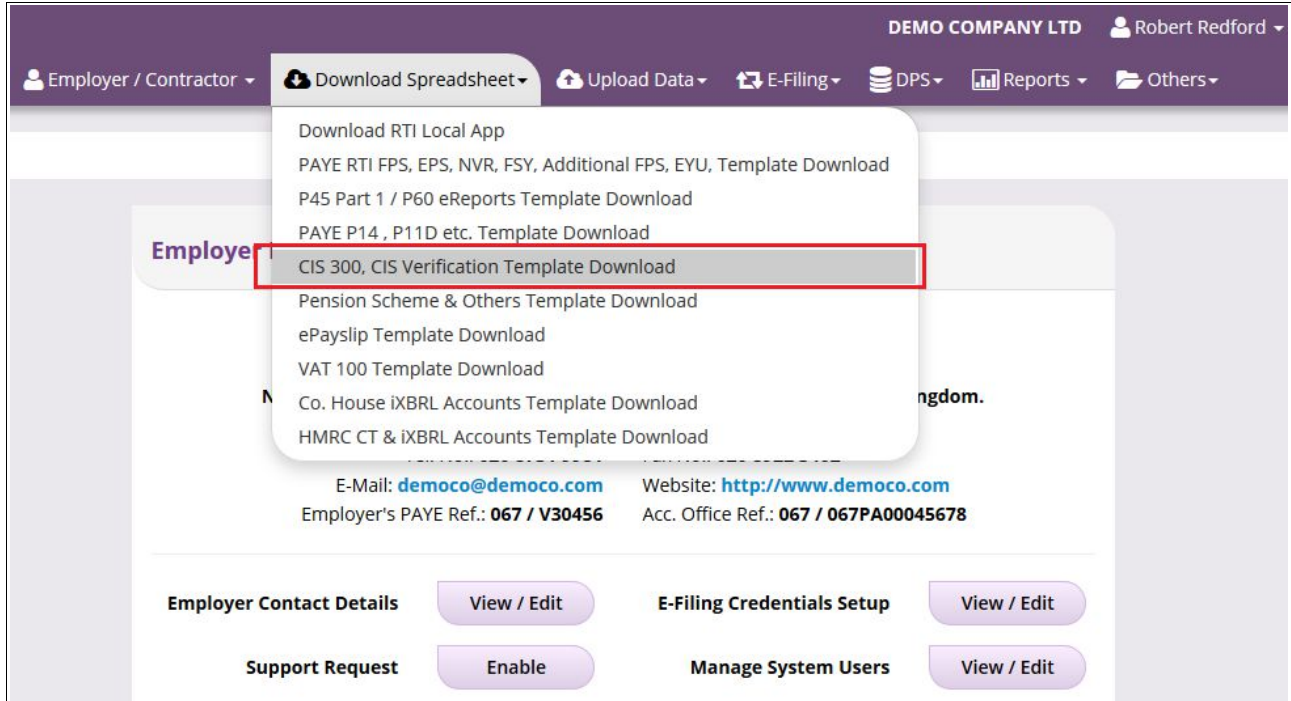 DEMO COMPANY LTD Robert Redford
Employer / Contractor Download Spreadsheet Upload Data E-Filing DPS Reports Others
Download RTI Local App
PAYE RTI FPS, EPS, NVR, FSY, Additional FPS, EYU, Template Download
P45 Part 1 / P60 eReports Template Download
PAYE P14 , P11D etc. Template Download
Employer
CIS 300, CIS Verification Template Download
Pension Scheme & Others Template Download
ePayslip Template Download
VAT 100 Template Download
Co. House iXBRL Accounts Template Download
HMRC CT & iXBRL Accounts Template Download
E-Mail: democo@democo.com Website: http://www.democo.com
Employer's PAYE Ref.: 067 / V30456 Acc. Office Ref.: 067 / 067PA00045678
Employer Contact Details View / Edit E-Filing Credentials Setup View / Edit
Support Request Enable Manage System Users View / Edit